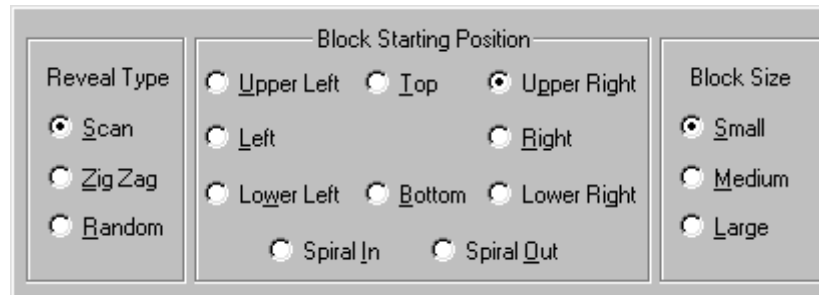 Block Starting Position
Reveal Type
Scan
Zig Zag
Random
Upper Left Top Upper Right
Left Right
Lower Left Bottom Lower Right
Spiral In Spiral Out
Block Size
Small
Medium
Large